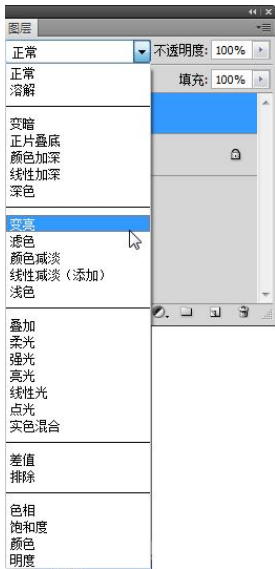 图层
正常 不透明度: 100%
正常 填充: 100%
溶解
变暗
正片叠底
颜色加深
线性加深
深色
变亮
滤色
颜色减淡
线性减淡（添加）
浅色
叠加
柔光
强光
亮光
线性光
点光
实色混合
差值
排除
色相
饱和度
颜色
明度